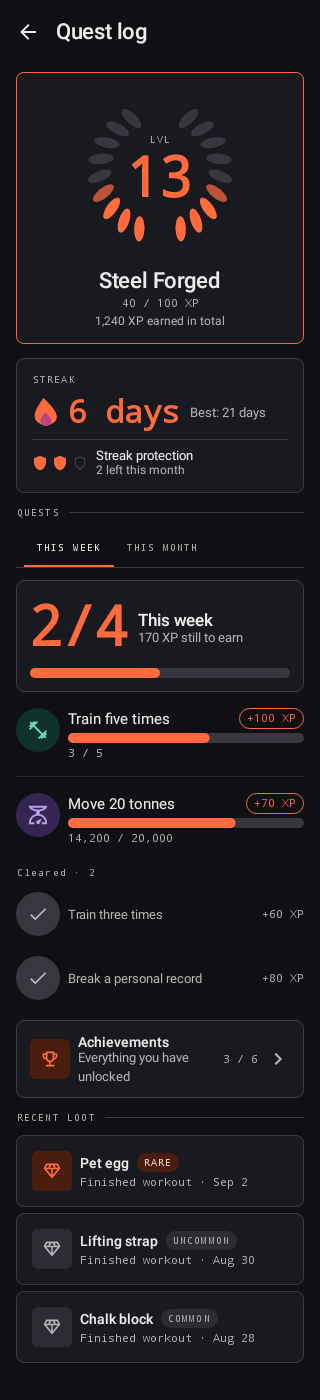 Quest log
LVL
13
Steel Forged
40 / 100 XP
1,240 XP earned in total
STREAK
6 days Best: 21 days
Streak protection
2 left this month
QUESTS
THIS WEEK THIS MONTH
2/4 This week
170 XP still to earn
Train five times +100 XP
3 / 5
Move 20 tonnes +70 XP
14,200 / 20,000
Cleared · 2
Train three times +60 XP
Break a personal record +80 XP
Achievements
Everything you have
unlocked
3 / 6
RECENT LOOT
Pet egg RARE
Finished workout · Sep 2
Lifting strap UNCOMMON
Finished workout · Aug 30
Chalk block COMMON
Finished workout · Aug 28